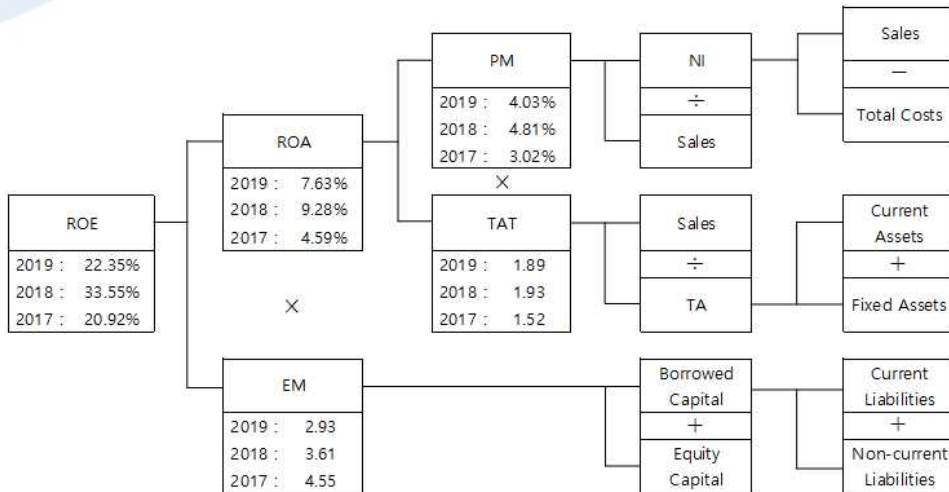 ROE
2019 : 22.35%
2018 : 33.55%
2017 : 20.92%
ROA
2019 : 7.63%
2018 : 9.28%
2017 : 4.59%
×
EM
2019 : 2.93
2018 : 3.61
2017 : 4.55
PM
2019 : 4.03%
2018 : 4.81%
2017 : 3.02%
×
TAT
2019 : 1.89
2018 : 1.93
2017 : 1.52
NI
÷
Sales
Sales
÷
TA
Borrowed
Capital
+
Equity
Capital
Sales
−
Total Costs
Current
Assets
+
Fixed Assets
Current
Liabilities
+
Non-current
Liabilities